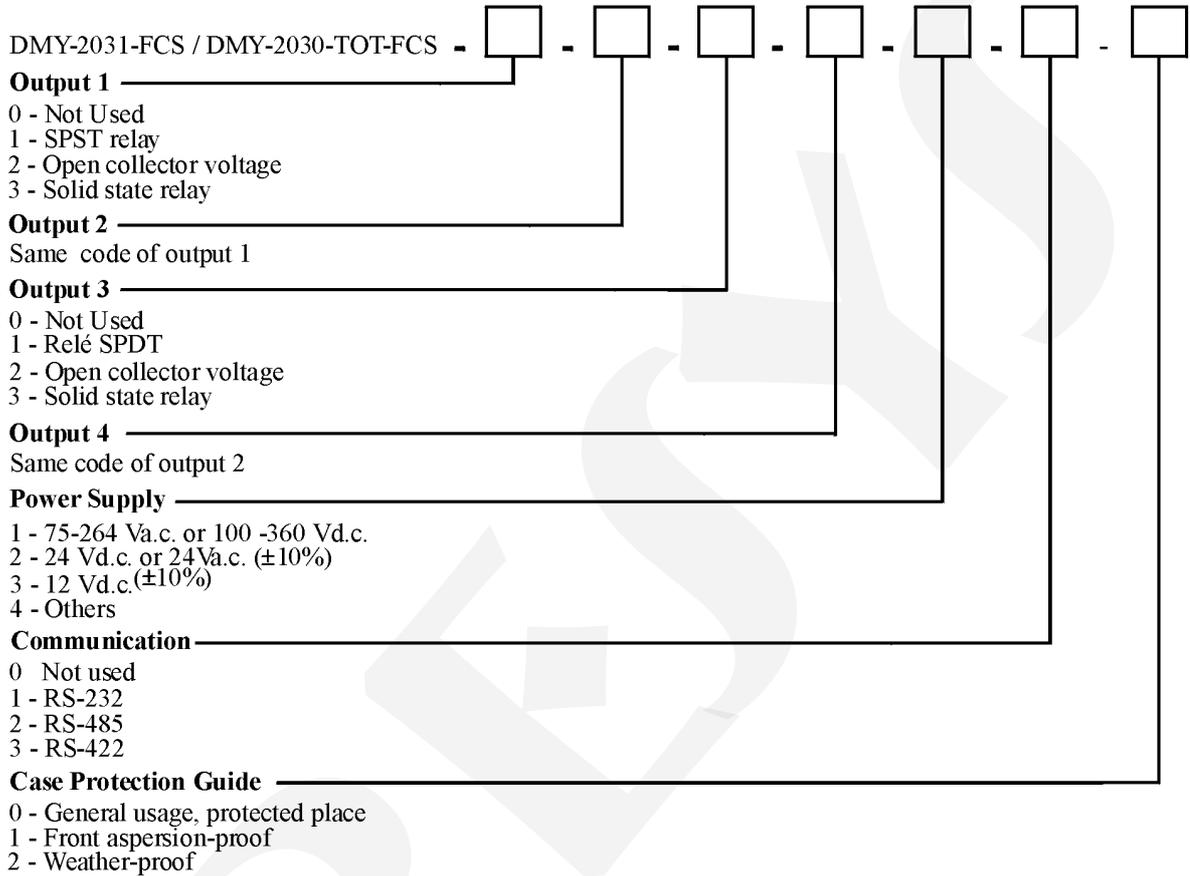 DMY-2031-FCS / DMY-2030-TOT-FCS - - - - - - -
Output 1
0 - Not Used
1 - SPST relay
2 - Open collector voltage
3 - Solid state relay
Output 2
Same code of output 1
Output 3
0 - Not Used
1 - Relé SPDT
2 - Open collector voltage
3 - Solid state relay
Output 4
Same code of output 2
Power Supply
1 - 75-264 Va.c. or 100 -360 Vd.c.
2 - 24 Vd.c. or 24Va.c. (±10%)
3 - 12 Vd.c.(±10%)
4 - Others
Communication
0 Not used
1 - RS-232
2 - RS-485
3 - RS-422
Case Protection Guide
0 - General usage, protected place
1 - Front aspersion-proof
2 - Weather-proof